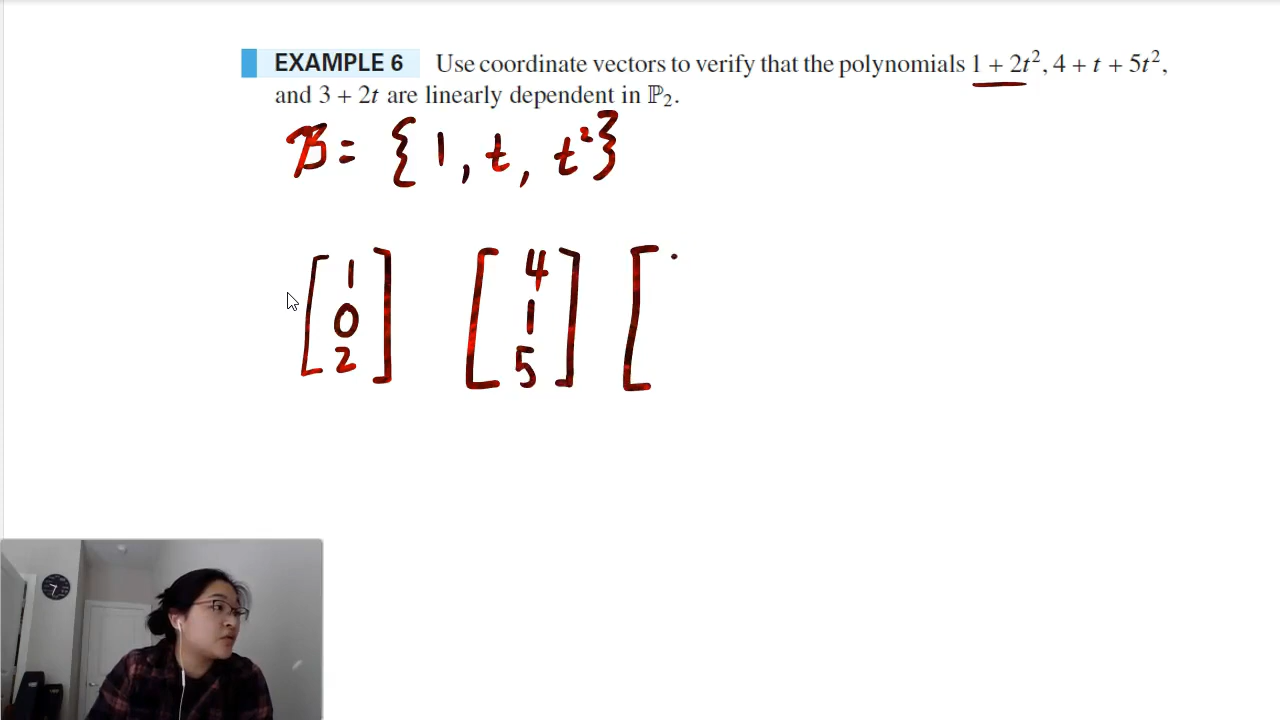 EXAMPLE 6 Use coordinate vectors to verify that the polynomials 1 + 2t², 4 + t + 5t²,
and 3 + 2t are linearly dependent in ℙ₂.
B = { 1, t, t² }
[ 1 ] [ 4 ] [
0 1
2 5